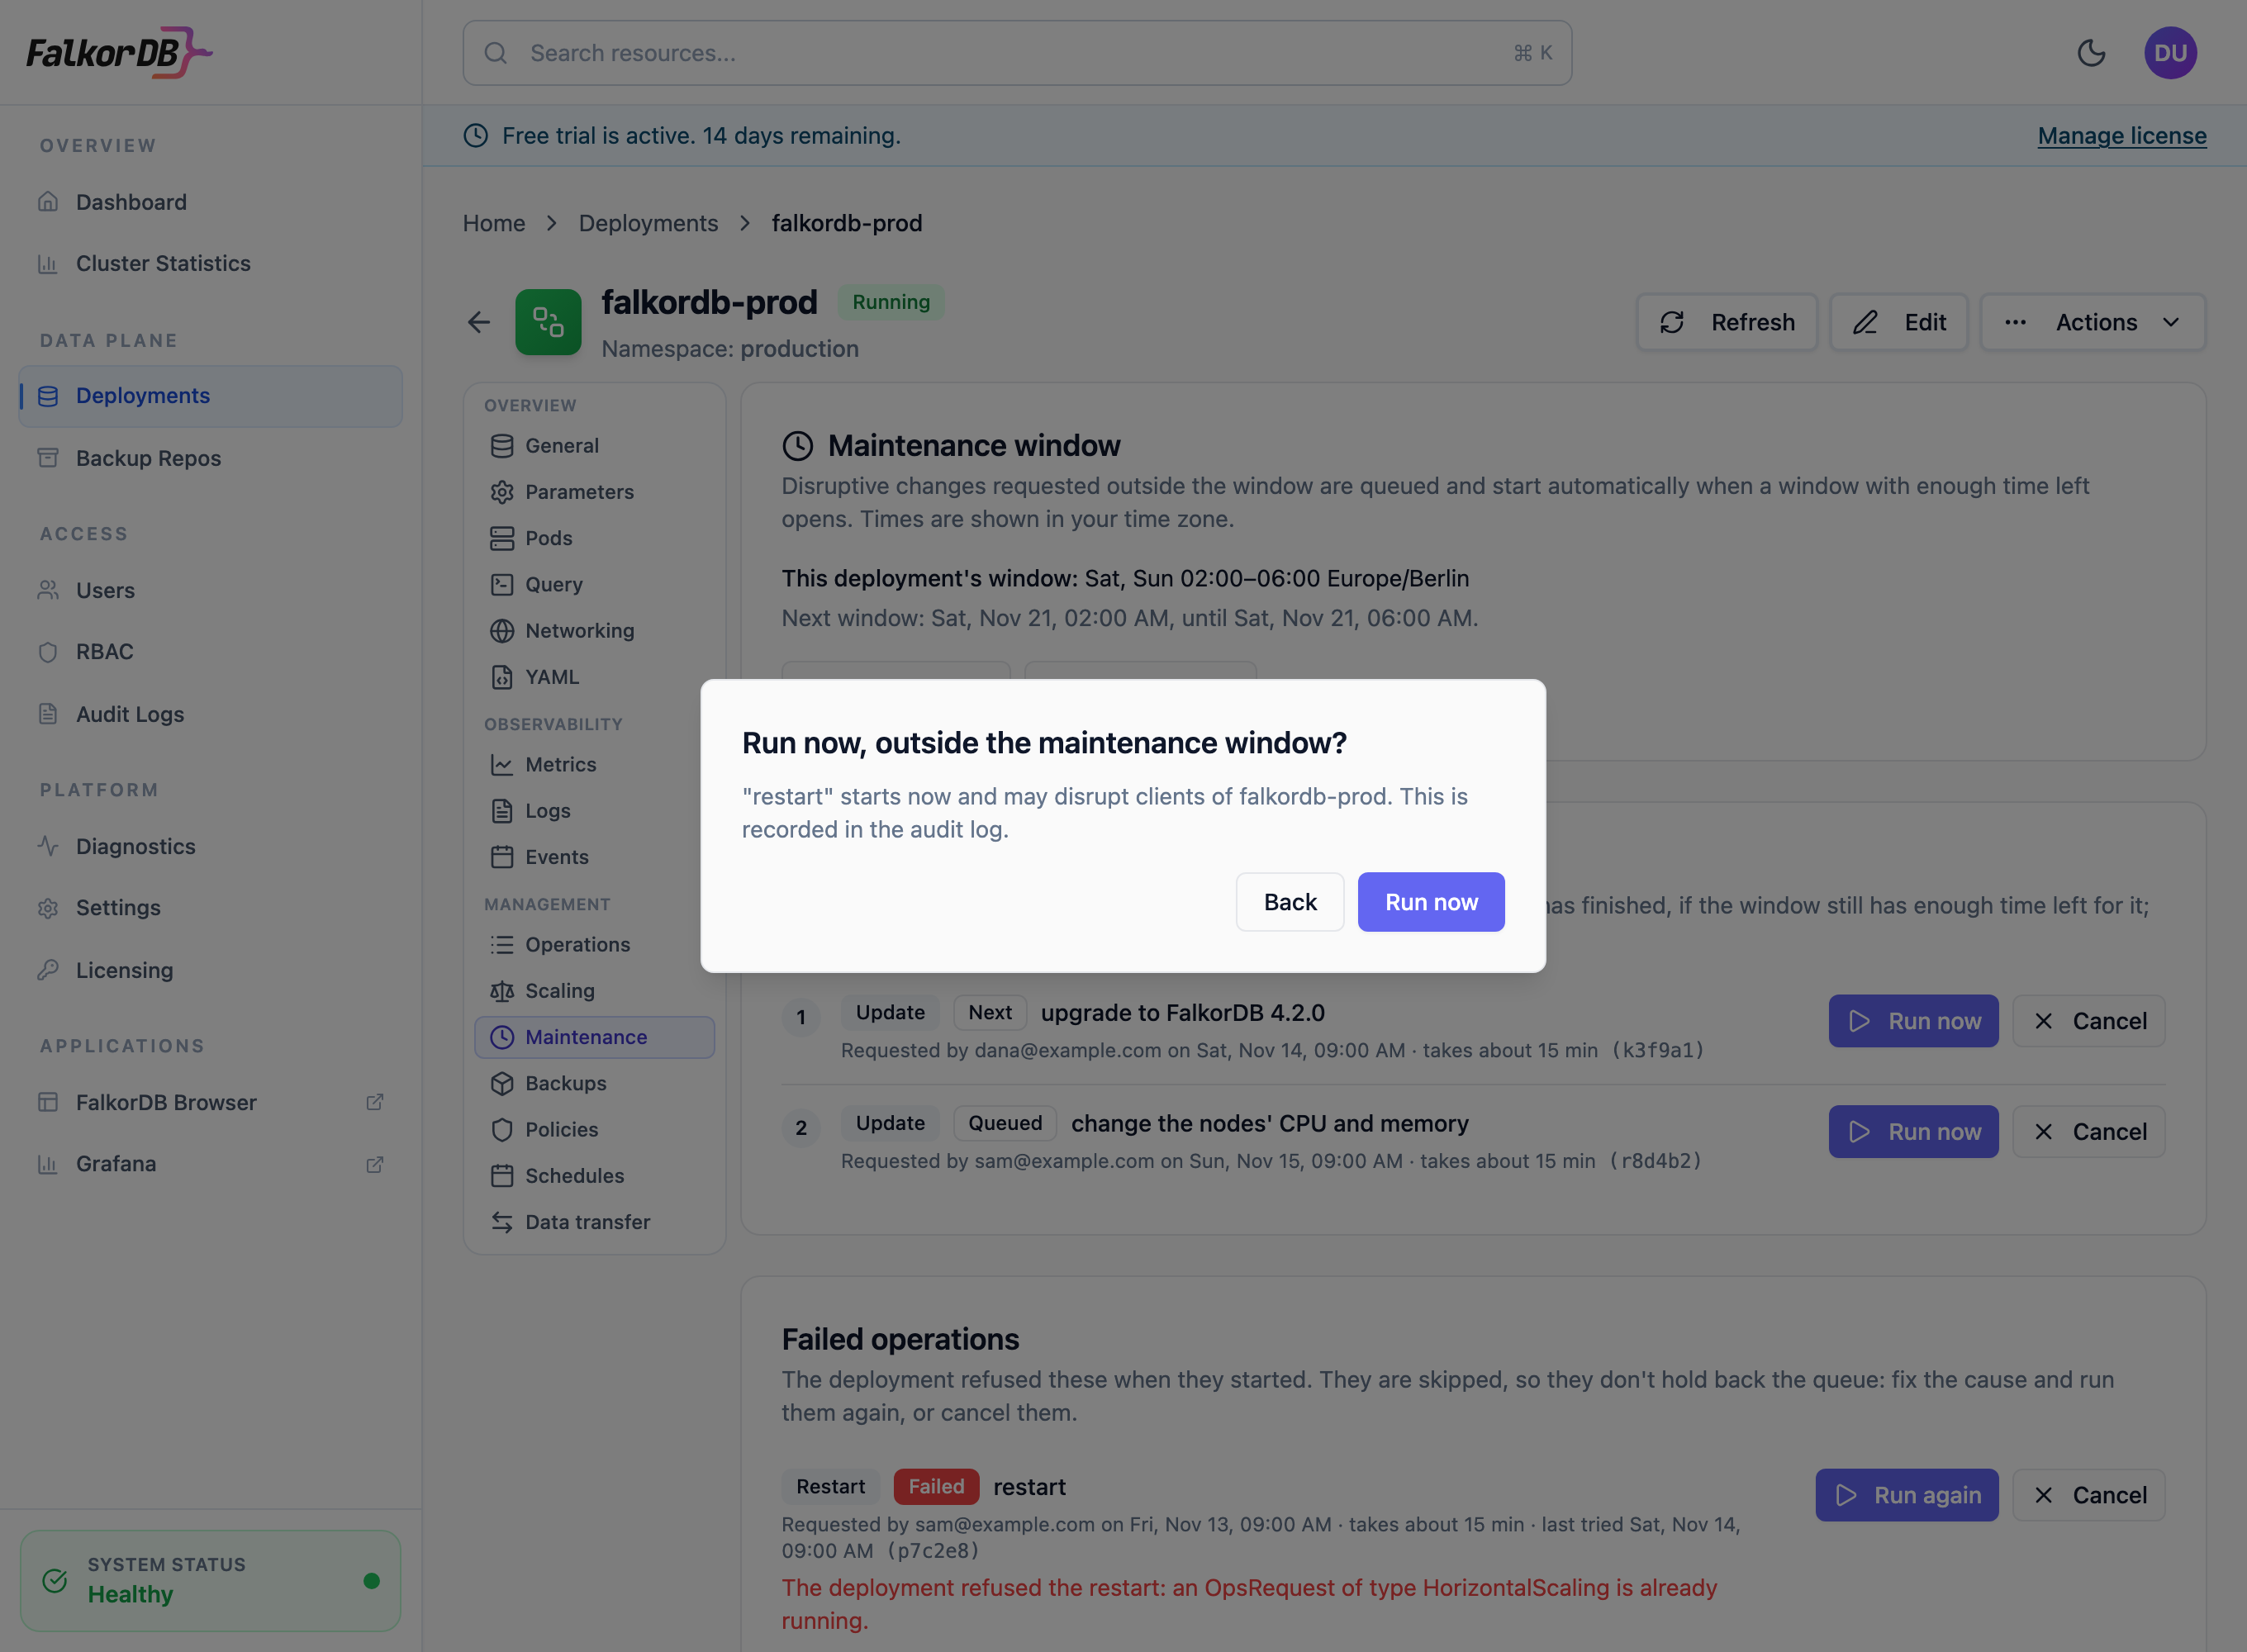 FalkorDB
Search resources...
⌘ K
DU
Free trial is active. 14 days remaining.
Manage license
OVERVIEW
Dashboard
Cluster Statistics
DATA PLANE
Deployments
Backup Repos
ACCESS
Users
RBAC
Audit Logs
PLATFORM
Diagnostics
Settings
Licensing
APPLICATIONS
FalkorDB Browser
Grafana
SYSTEM STATUS
Healthy
Home > Deployments > falkordb-prod
falkordb-prod
Running
Namespace: production
Refresh
Edit
Actions
OVERVIEW
General
Parameters
Pods
Query
Networking
YAML
OBSERVABILITY
Metrics
Logs
Events
MANAGEMENT
Operations
Scaling
Maintenance
Backups
Policies
Schedules
Data transfer
Maintenance window
Disruptive changes requested outside the window are queued and start automatically when a window with enough time left
opens. Times are shown in your time zone.
This deployment's window: Sat, Sun 02:00–06:00 Europe/Berlin
Next window: Sat, Nov 21, 02:00 AM, until Sat, Nov 21, 06:00 AM.
Run now, outside the maintenance window?
"restart" starts now and may disrupt clients of falkordb-prod. This is
recorded in the audit log.
Back
Run now
has finished, if the window still has enough time left for it;
1
Update
Next
upgrade to FalkorDB 4.2.0
Requested by dana@example.com on Sat, Nov 14, 09:00 AM · takes about 15 min (k3f9a1)
Run now
Cancel
2
Update
Queued
change the nodes' CPU and memory
Requested by sam@example.com on Sun, Nov 15, 09:00 AM · takes about 15 min (r8d4b2)
Run now
Cancel
Failed operations
The deployment refused these when they started. They are skipped, so they don't hold back the queue: fix the cause and run
them again, or cancel them.
Restart
Failed
restart
Requested by sam@example.com on Fri, Nov 13, 09:00 AM · takes about 15 min · last tried Sat, Nov 14,
09:00 AM (p7c2e8)
The deployment refused the restart: an OpsRequest of type HorizontalScaling is already
running.
Run again
Cancel